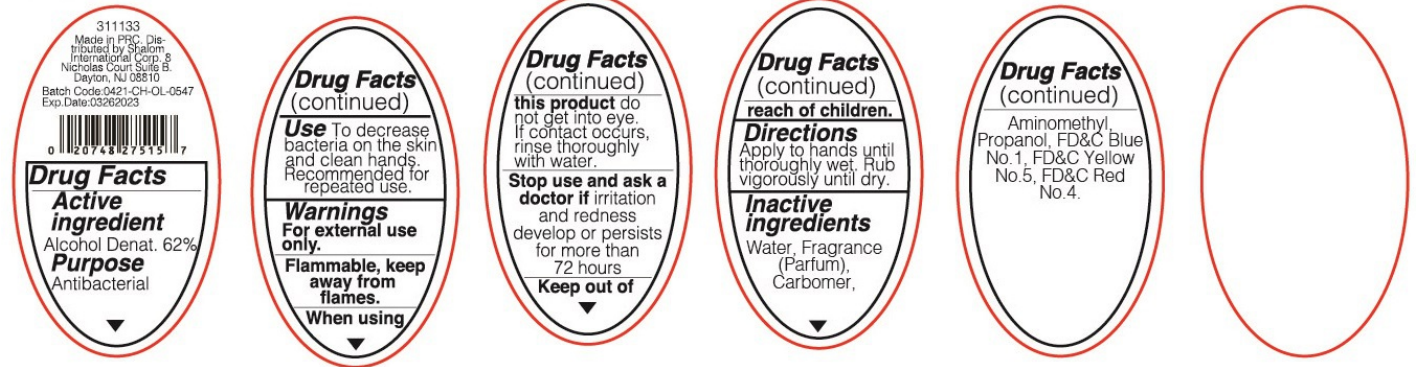 311133
Made in PRC. Dis-
tributed by Shalom
International Corp. 8
Nicholas Court Suite B.
Dayton, NJ 08810
Batch Code:0421-CH-OL-0547
Exp.Date:03262023
0 20748 27515 7
Drug Facts
Active
ingredient
Alcohol Denat. 62%
Purpose
Antibacterial
▼
Drug Facts
(continued)
Use To decrease
bacteria on the skin
and clean hands.
Recommended for
repeated use.
Warnings
For external use
only.
Flammable, keep
away from
flames.
When using
▼
Drug Facts
(continued)
this product do
not get into eye.
If contact occurs,
rinse thoroughly
with water.
Stop use and ask a
doctor if irritation
and redness
develop or persists
for more than
72 hours
Keep out of
▼
Drug Facts
(continued)
reach of children.
Directions
Apply to hands until
thoroughly wet. Rub
vigorously until dry.
Inactive
ingredients
Water, Fragrance
(Parfum),
Carbomer,
▼
Drug Facts
(continued)
Aminomethyl,
Propanol, FD&C Blue
No.1, FD&C Yellow
No.5, FD&C Red
No.4.